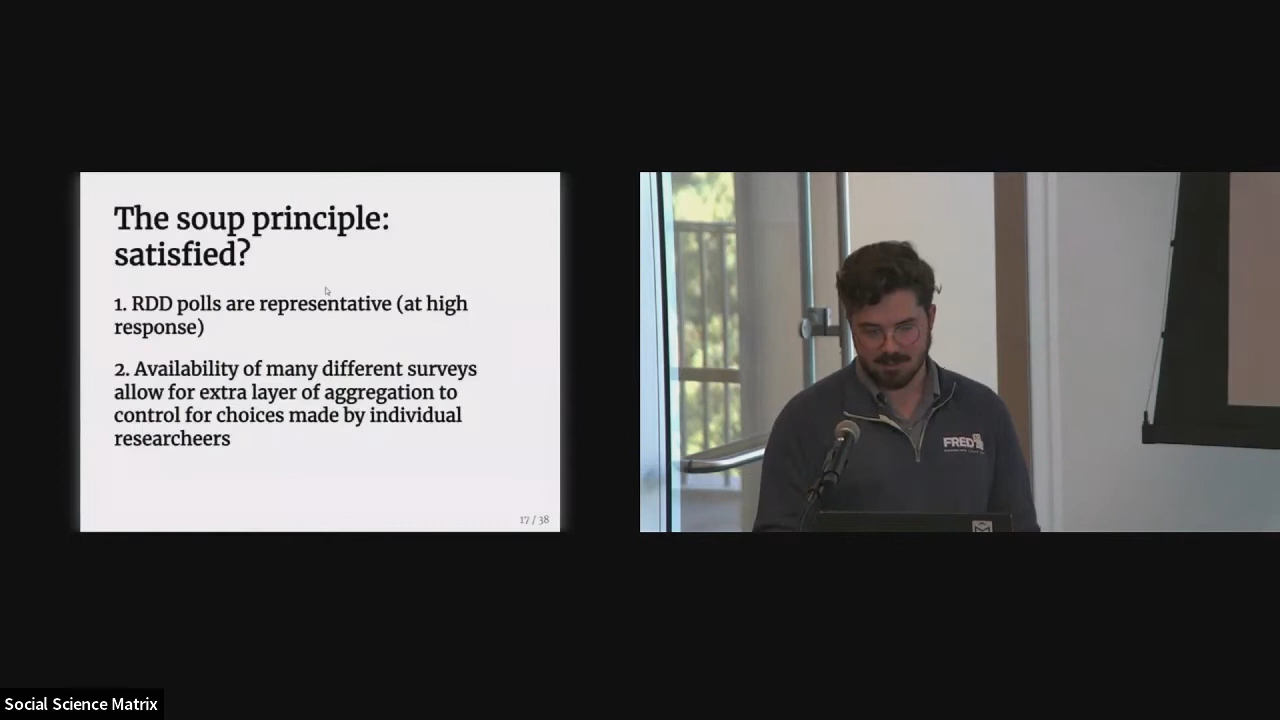 The soup principle:
satisfied?
1. RDD polls are representative (at high
response)
2. Availability of many different surveys
allow for extra layer of aggregation to
control for choices made by individual
researcheers
17 / 38
FRED
Social Science Matrix